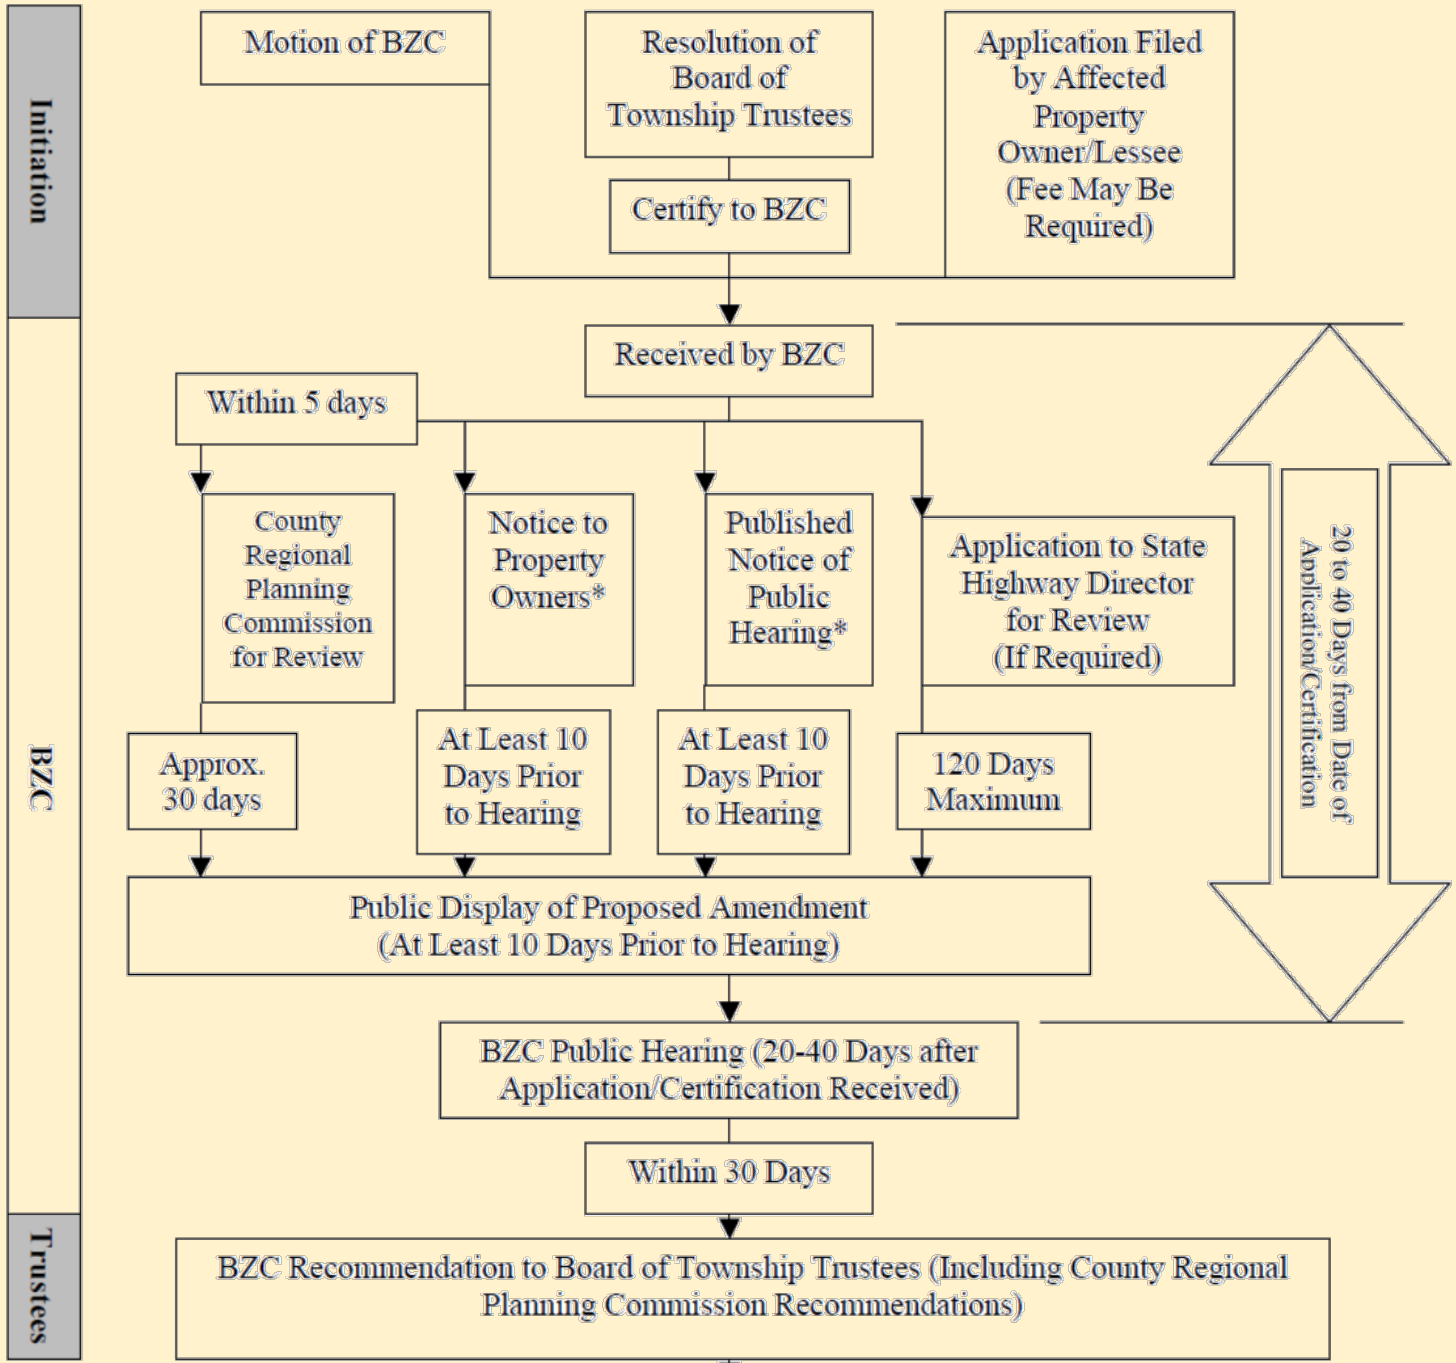 Initiation
Motion of BZC
Resolution of
Board of
Township Trustees
Certify to BZC
Application Filed
by Affected
Property
Owner/Lessee
(Fee May Be
Required)
BZC
Received by BZC
Within 5 days
County
Regional
Planning
Commission
for Review
Notice to
Property
Owners*
Published
Notice of
Public
Hearing*
Application to State
Highway Director
for Review
(If Required)
Approx.
30 days
At Least 10
Days Prior
to Hearing
At Least 10
Days Prior
to Hearing
120 Days
Maximum
20 to 40 Days from Date of
Application/Certification
Public Display of Proposed Amendment
(At Least 10 Days Prior to Hearing)
BZC Public Hearing (20-40 Days after
Application/Certification Received)
Within 30 Days
Trustees
BZC Recommendation to Board of Township Trustees (Including County Regional
Planning Commission Recommendations)